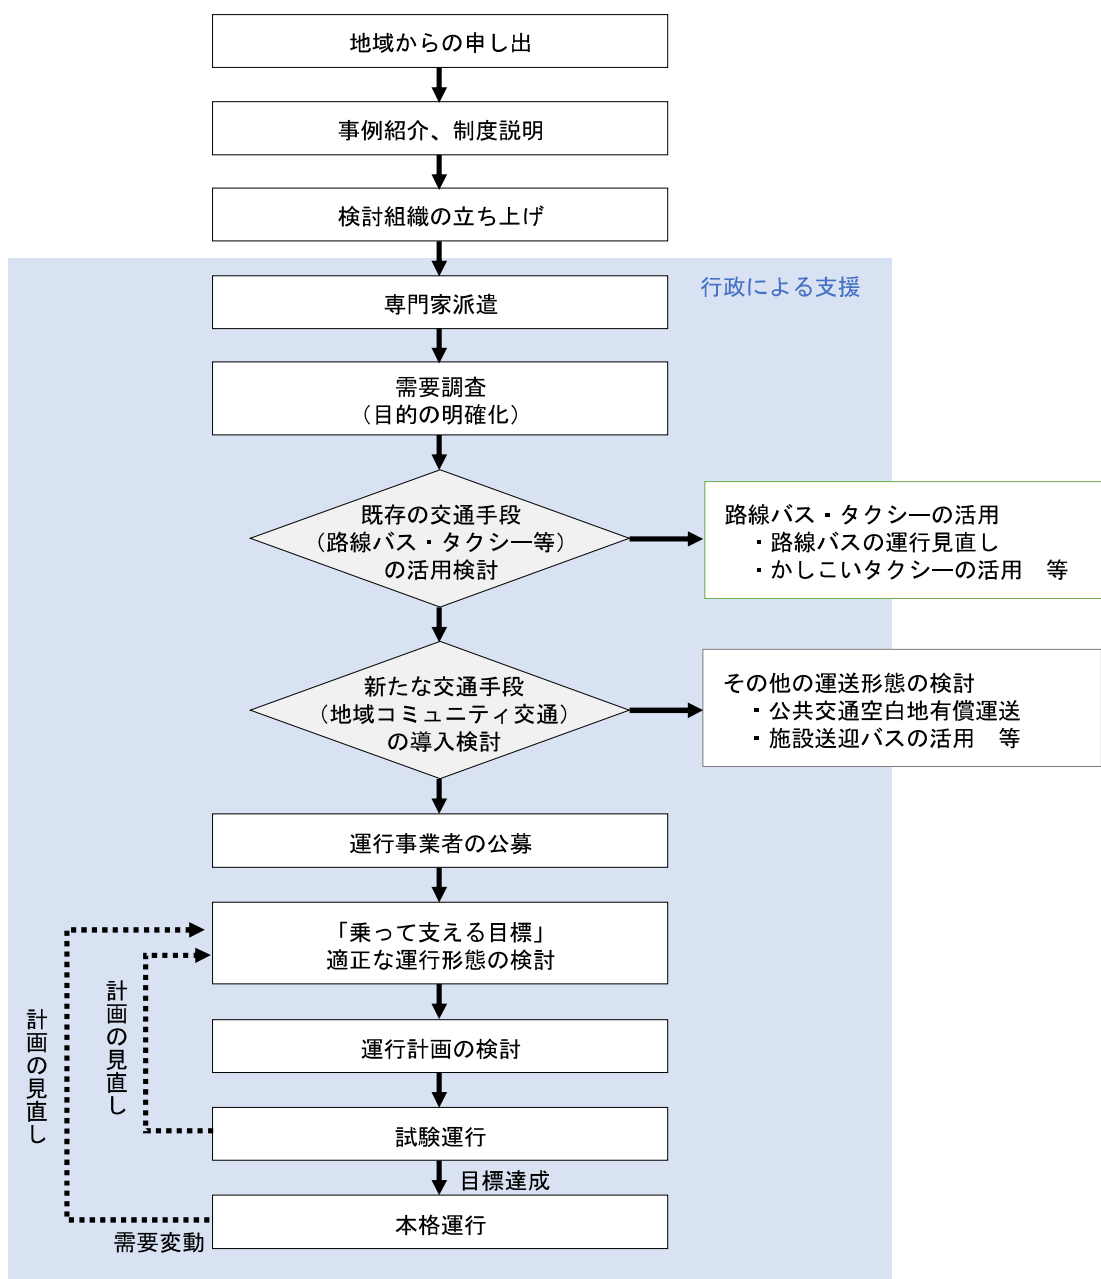 地域からの申し出
事例紹介、制度説明
検討組織の立ち上げ
行政による支援
専門家派遣
需要調査
（目的の明確化）
既存の交通手段
（路線バス・タクシー等）
の活用検討
路線バス・タクシーの活用
・路線バスの運行見直し
・かしこいタクシーの活用　等
新たな交通手段
（地域コミュニティ交通）
の導入検討
その他の運送形態の検討
・公共交通空白地有償運送
・施設送迎バスの活用　等
運行事業者の公募
「乗って支える目標」
適正な運行形態の検討
計画の見直し
計画の見直し
運行計画の検討
試験運行
目標達成
本格運行
需要変動